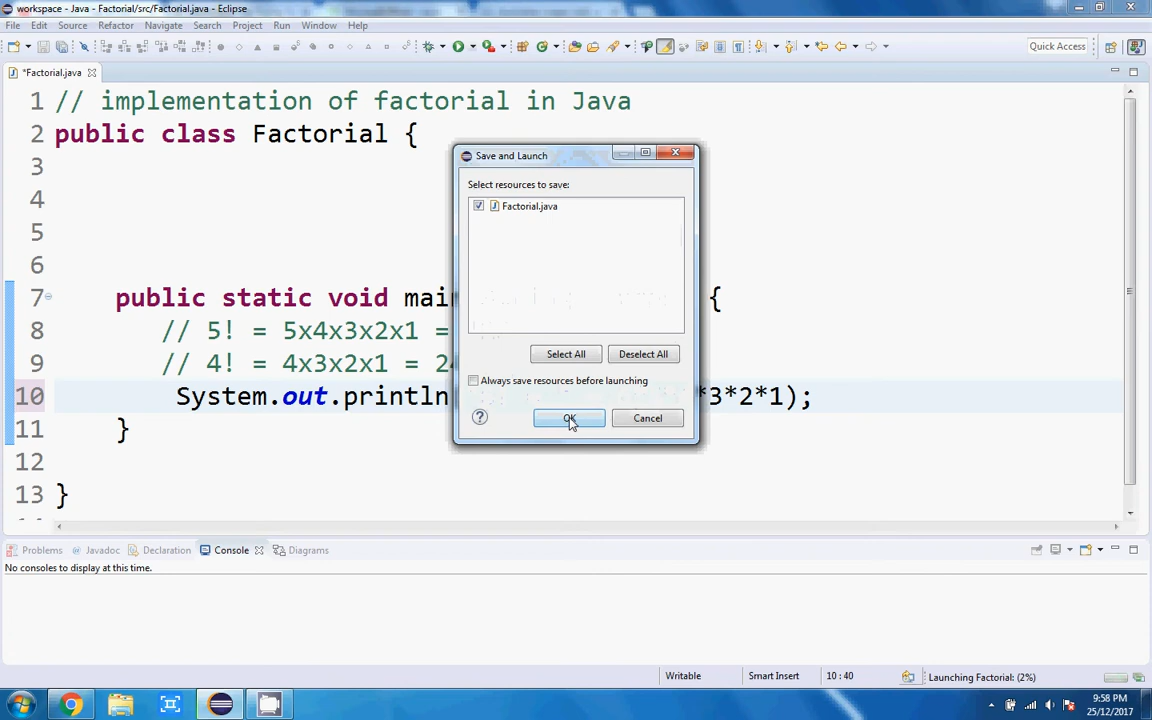 workspace - Java - Factorial/src/Factorial.java - Eclipse
File Edit Source Refactor Navigate Search Project Run Window Help
Quick Access
*Factorial.java
1 // implementation of factorial in Java
2 public class Factorial {
3
4
5
6
7 public static void main {
8 // 5! = 5x4x3x2x1 =
9 // 4! = 4x3x2x1 = 24
10 System.out.println *3*2*1);
11 }
12
13 }
Save and Launch
Select resources to save:
Factorial.java
Select All Deselect All
Always save resources before launching
OK Cancel
Problems @ Javadoc Declaration Console Diagrams
No consoles to display at this time.
Writable Smart Insert 10 : 40 Launching Factorial: (2%)
9:58 PM
25/12/2017